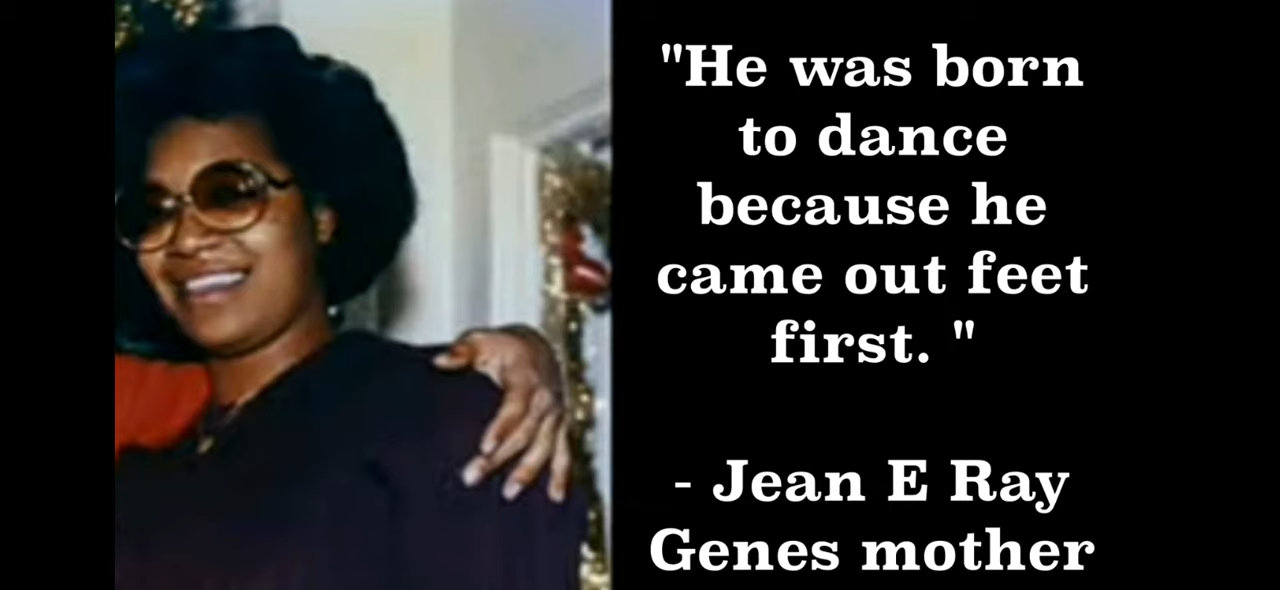 "He was born
to dance
because he
came out feet
first. "
- Jean E Ray
Genes mother